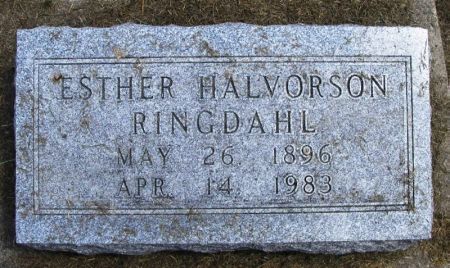 ESTHER HALVORSON
RINGDAHL
MAY 26 1896
APR. 14 1983